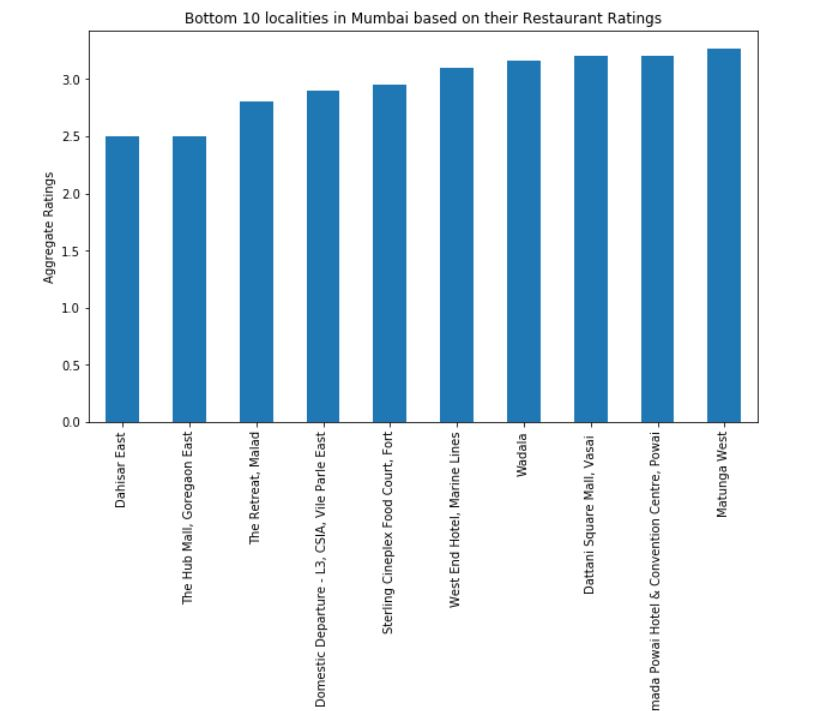 Bottom 10 localities in Mumbai based on their Restaurant Ratings
Aggregate Ratings
3.0
2.5
2.0
1.5
1.0
0.5
0.0
Dahisar East
The Hub Mall, Goregaon East
The Retreat, Malad
Domestic Departure - L3, CSIA, Vile Parle East
Sterling Cineplex Food Court, Fort
West End Hotel, Marine Lines
Wadala
Dattani Square Mall, Vasai
mada Powai Hotel & Convention Centre, Powai
Matunga West